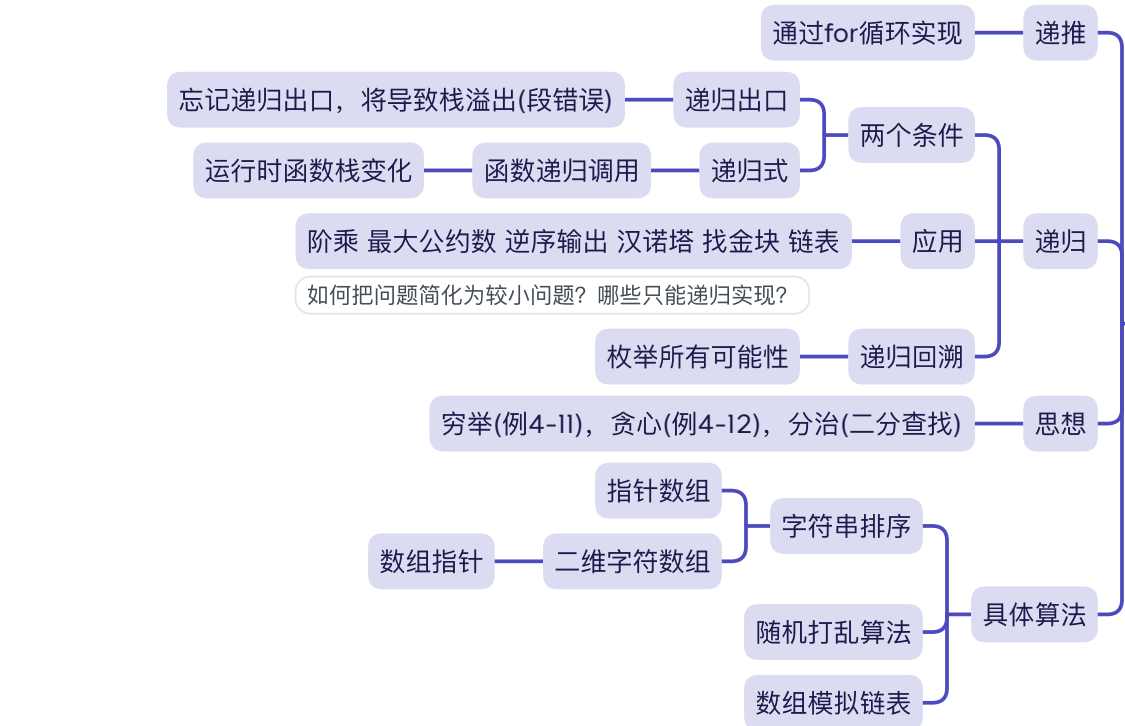 通过for循环实现
递推
忘记递归出口，将导致栈溢出(段错误)
递归出口
两个条件
运行时函数栈变化
函数递归调用
递归式
阶乘 最大公约数 逆序输出 汉诺塔 找金块 链表
应用
递归
如何把问题简化为较小问题？哪些只能递归实现？
枚举所有可能性
递归回溯
穷举(例4-11)，贪心(例4-12)，分治(二分查找)
思想
指针数组
字符串排序
数组指针
二维字符数组
具体算法
随机打乱算法
数组模拟链表